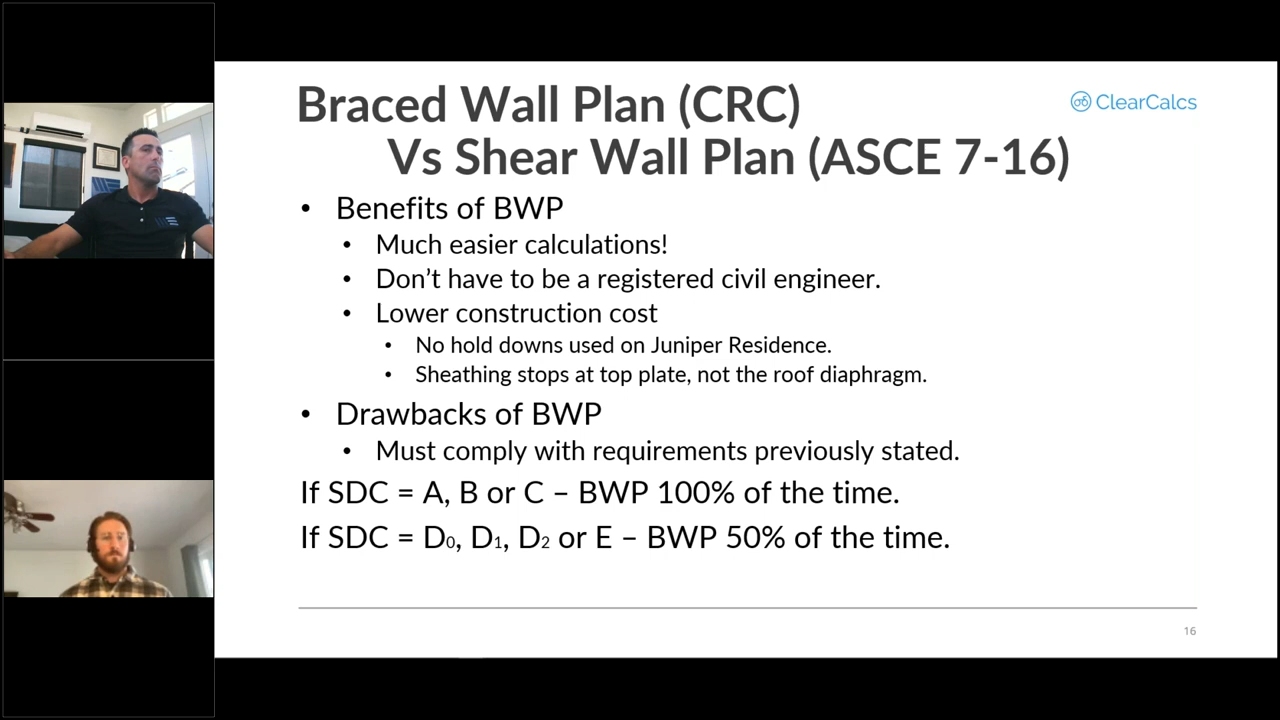 Braced Wall Plan (CRC)
ClearCalcs
Vs Shear Wall Plan (ASCE 7-16)
• Benefits of BWP
• Much easier calculations!
• Don’t have to be a registered civil engineer.
• Lower construction cost
• No hold downs used on Juniper Residence.
• Sheathing stops at top plate, not the roof diaphragm.
• Drawbacks of BWP
• Must comply with requirements previously stated.
If SDC = A, B or C – BWP 100% of the time.
If SDC = D₀, D₁, D₂ or E – BWP 50% of the time.
16